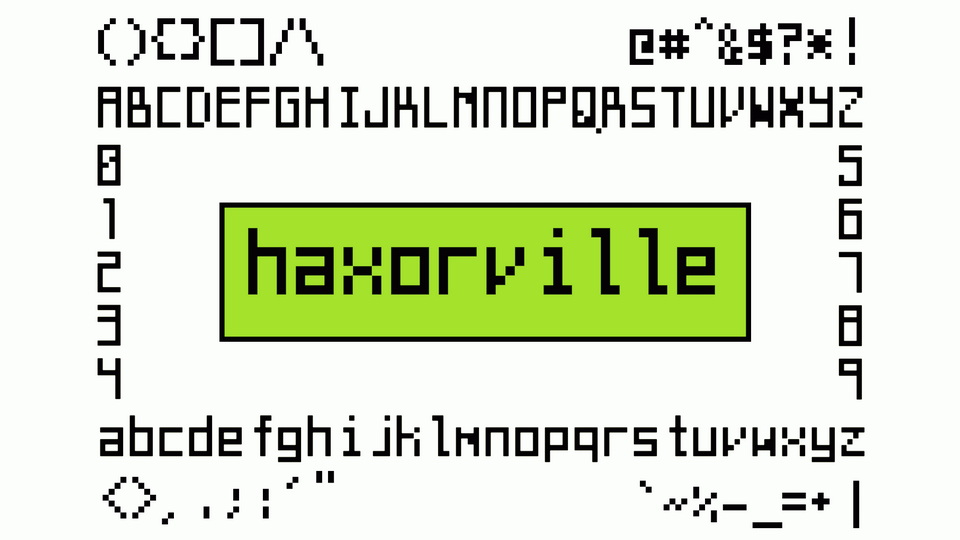 (){}[]/\ @#^&$?*!
ABCDEFGHIJKLMNOPQRSTUVWXYZ
0 5
1 6
haxorville
2 7
3 8
4 9
abcdefghijklmnopqrstuvwxyz
<>,.;:'" `~%-_=+|